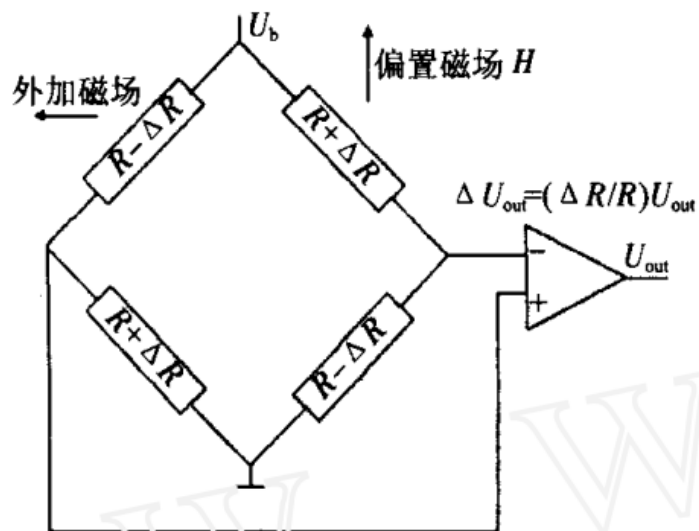 U_b
偏置磁场 H
外加磁场
R-ΔR
R+ΔR
ΔU_out=(ΔR/R)U_out
-
U_out
+
R+ΔR
R-ΔR
W W